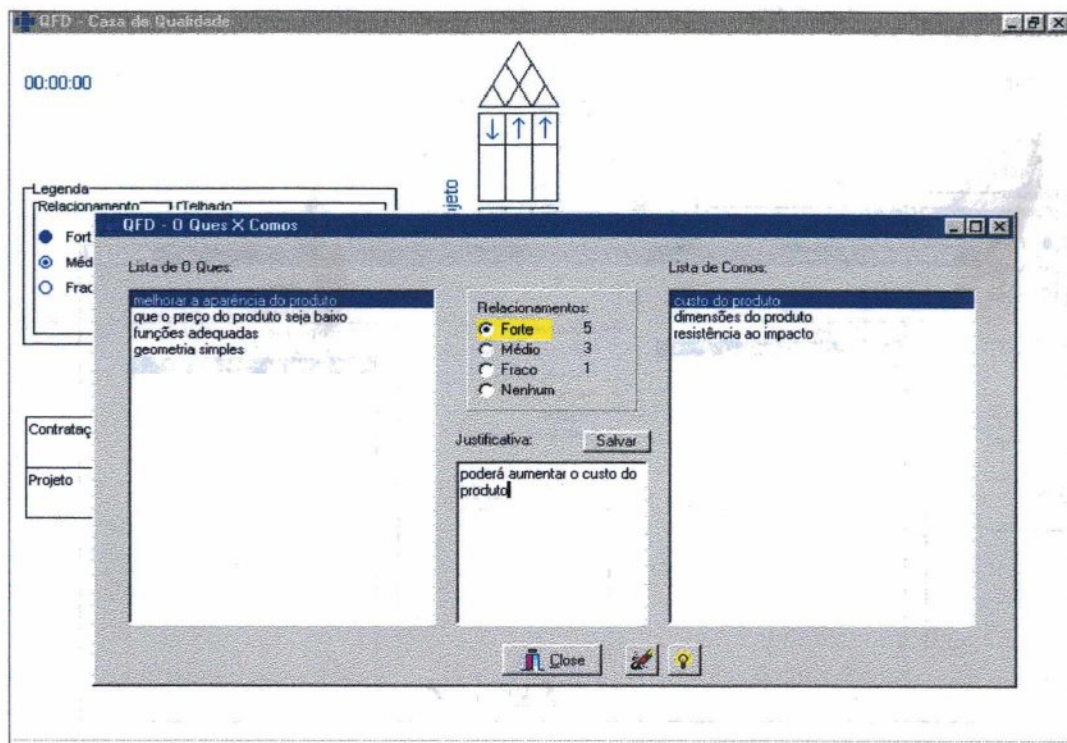 QFD - Casa da Qualidade
00:00:00
Legenda
Relacionamento
Telhado
Fort
Méd
Frac
jeto
Contrataç
Projeto
QFD - O Ques X Comos
Lista de O Ques:
melhorar a aparência do produto
que o preço do produto seja baixo
funções adequadas
geometria simples
Relacionamentos:
Forte 5
Médio 3
Fraco 1
Nenhum
Justificativa:
Salvar
poderá aumentar o custo do
produto
Lista de Comos:
custo do produto
dimensões do produto
resistência ao impacto
Close